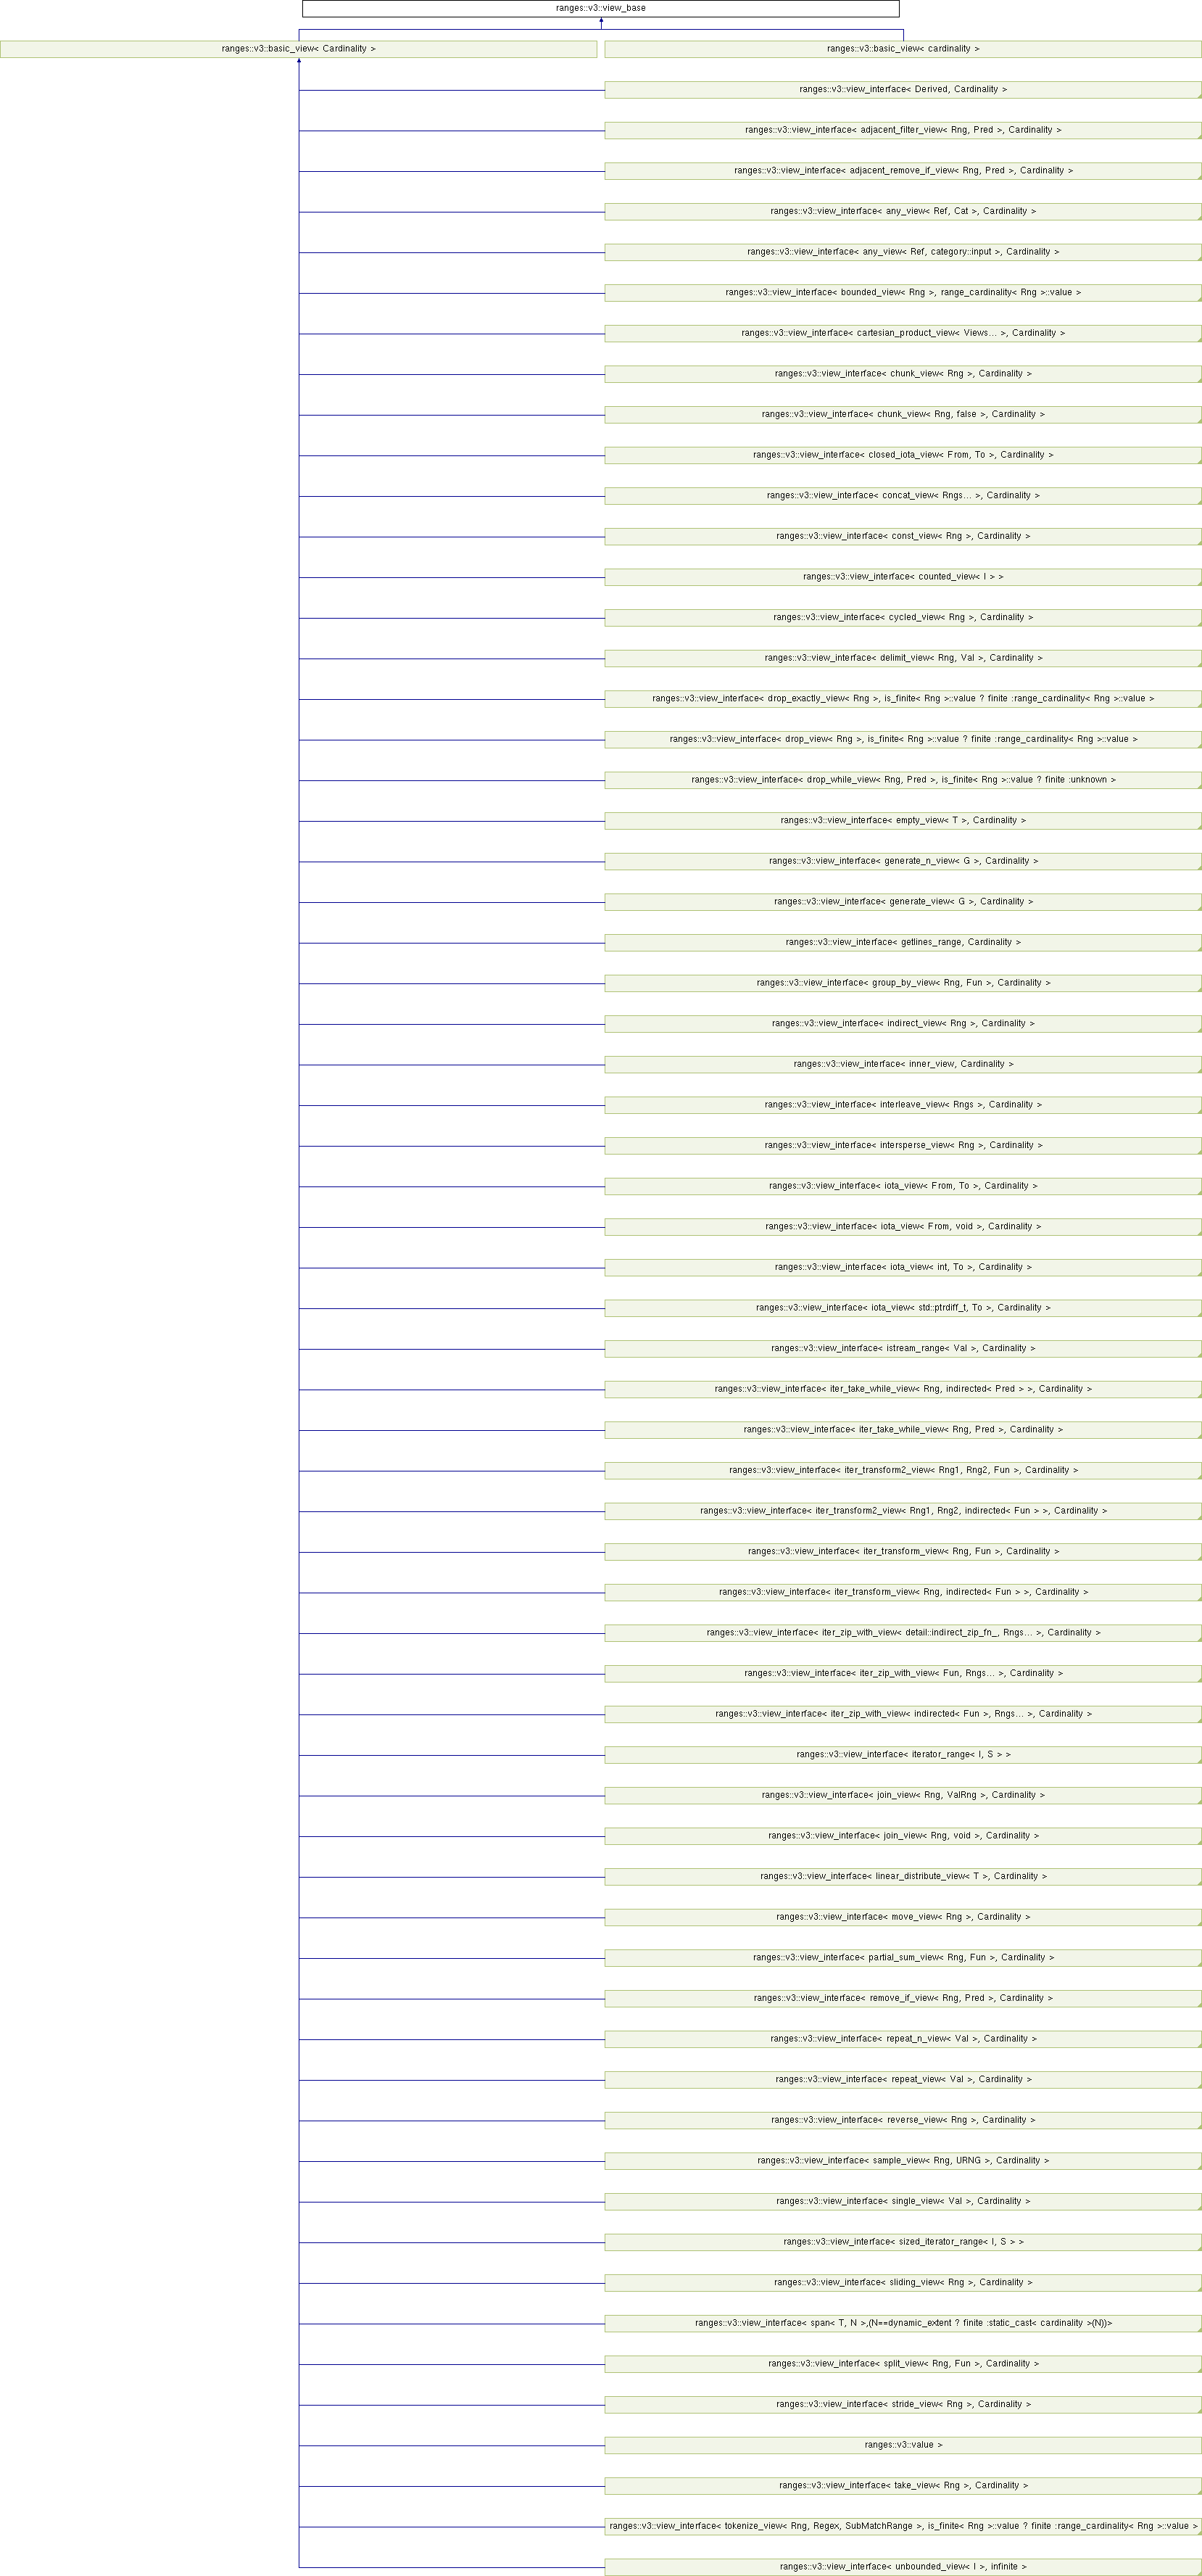 ranges::v3::view_base
ranges::v3::basic_view< Cardinality >
ranges::v3::basic_view< cardinality >
ranges::v3::view_interface< Derived, Cardinality >
ranges::v3::view_interface< adjacent_filter_view< Rng, Pred >, Cardinality >
ranges::v3::view_interface< adjacent_remove_if_view< Rng, Pred >, Cardinality >
ranges::v3::view_interface< any_view< Ref, Cat >, Cardinality >
ranges::v3::view_interface< any_view< Ref, category::input >, Cardinality >
ranges::v3::view_interface< bounded_view< Rng >, range_cardinality< Rng >::value >
ranges::v3::view_interface< cartesian_product_view< Views... >, Cardinality >
ranges::v3::view_interface< chunk_view< Rng >, Cardinality >
ranges::v3::view_interface< chunk_view< Rng, false >, Cardinality >
ranges::v3::view_interface< closed_iota_view< From, To >, Cardinality >
ranges::v3::view_interface< concat_view< Rngs... >, Cardinality >
ranges::v3::view_interface< const_view< Rng >, Cardinality >
ranges::v3::view_interface< counted_view< I > >
ranges::v3::view_interface< cycled_view< Rng >, Cardinality >
ranges::v3::view_interface< delimit_view< Rng, Val >, Cardinality >
ranges::v3::view_interface< drop_exactly_view< Rng >, is_finite< Rng >::value ? finite :range_cardinality< Rng >::value >
ranges::v3::view_interface< drop_view< Rng >, is_finite< Rng >::value ? finite :range_cardinality< Rng >::value >
ranges::v3::view_interface< drop_while_view< Rng, Pred >, is_finite< Rng >::value ? finite :unknown >
ranges::v3::view_interface< empty_view< T >, Cardinality >
ranges::v3::view_interface< generate_n_view< G >, Cardinality >
ranges::v3::view_interface< generate_view< G >, Cardinality >
ranges::v3::view_interface< getlines_range, Cardinality >
ranges::v3::view_interface< group_by_view< Rng, Fun >, Cardinality >
ranges::v3::view_interface< indirect_view< Rng >, Cardinality >
ranges::v3::view_interface< inner_view, Cardinality >
ranges::v3::view_interface< interleave_view< Rngs >, Cardinality >
ranges::v3::view_interface< intersperse_view< Rng >, Cardinality >
ranges::v3::view_interface< iota_view< From, To >, Cardinality >
ranges::v3::view_interface< iota_view< From, void >, Cardinality >
ranges::v3::view_interface< iota_view< int, To >, Cardinality >
ranges::v3::view_interface< iota_view< std::ptrdiff_t, To >, Cardinality >
ranges::v3::view_interface< istream_range< Val >, Cardinality >
ranges::v3::view_interface< iter_take_while_view< Rng, indirected< Pred > >, Cardinality >
ranges::v3::view_interface< iter_take_while_view< Rng, Pred >, Cardinality >
ranges::v3::view_interface< iter_transform2_view< Rng1, Rng2, Fun >, Cardinality >
ranges::v3::view_interface< iter_transform2_view< Rng1, Rng2, indirected< Fun > >, Cardinality >
ranges::v3::view_interface< iter_transform_view< Rng, Fun >, Cardinality >
ranges::v3::view_interface< iter_transform_view< Rng, indirected< Fun > >, Cardinality >
ranges::v3::view_interface< iter_zip_with_view< detail::indirect_zip_fn_, Rngs... >, Cardinality >
ranges::v3::view_interface< iter_zip_with_view< Fun, Rngs... >, Cardinality >
ranges::v3::view_interface< iter_zip_with_view< indirected< Fun >, Rngs... >, Cardinality >
ranges::v3::view_interface< iterator_range< I, S > >
ranges::v3::view_interface< join_view< Rng, ValRng >, Cardinality >
ranges::v3::view_interface< join_view< Rng, void >, Cardinality >
ranges::v3::view_interface< linear_distribute_view< T >, Cardinality >
ranges::v3::view_interface< move_view< Rng >, Cardinality >
ranges::v3::view_interface< partial_sum_view< Rng, Fun >, Cardinality >
ranges::v3::view_interface< remove_if_view< Rng, Pred >, Cardinality >
ranges::v3::view_interface< repeat_n_view< Val >, Cardinality >
ranges::v3::view_interface< repeat_view< Val >, Cardinality >
ranges::v3::view_interface< reverse_view< Rng >, Cardinality >
ranges::v3::view_interface< sample_view< Rng, URNG >, Cardinality >
ranges::v3::view_interface< single_view< Val >, Cardinality >
ranges::v3::view_interface< sized_iterator_range< I, S > >
ranges::v3::view_interface< sliding_view< Rng >, Cardinality >
ranges::v3::view_interface< span< T, N >,(N==dynamic_extent ? finite :static_cast< cardinality >(N))>
ranges::v3::view_interface< split_view< Rng, Fun >, Cardinality >
ranges::v3::view_interface< stride_view< Rng >, Cardinality >
ranges::v3::value >
ranges::v3::view_interface< take_view< Rng >, Cardinality >
ranges::v3::view_interface< tokenize_view< Rng, Regex, SubMatchRange >, is_finite< Rng >::value ? finite :range_cardinality< Rng >::value >
ranges::v3::view_interface< unbounded_view< I >, infinite >